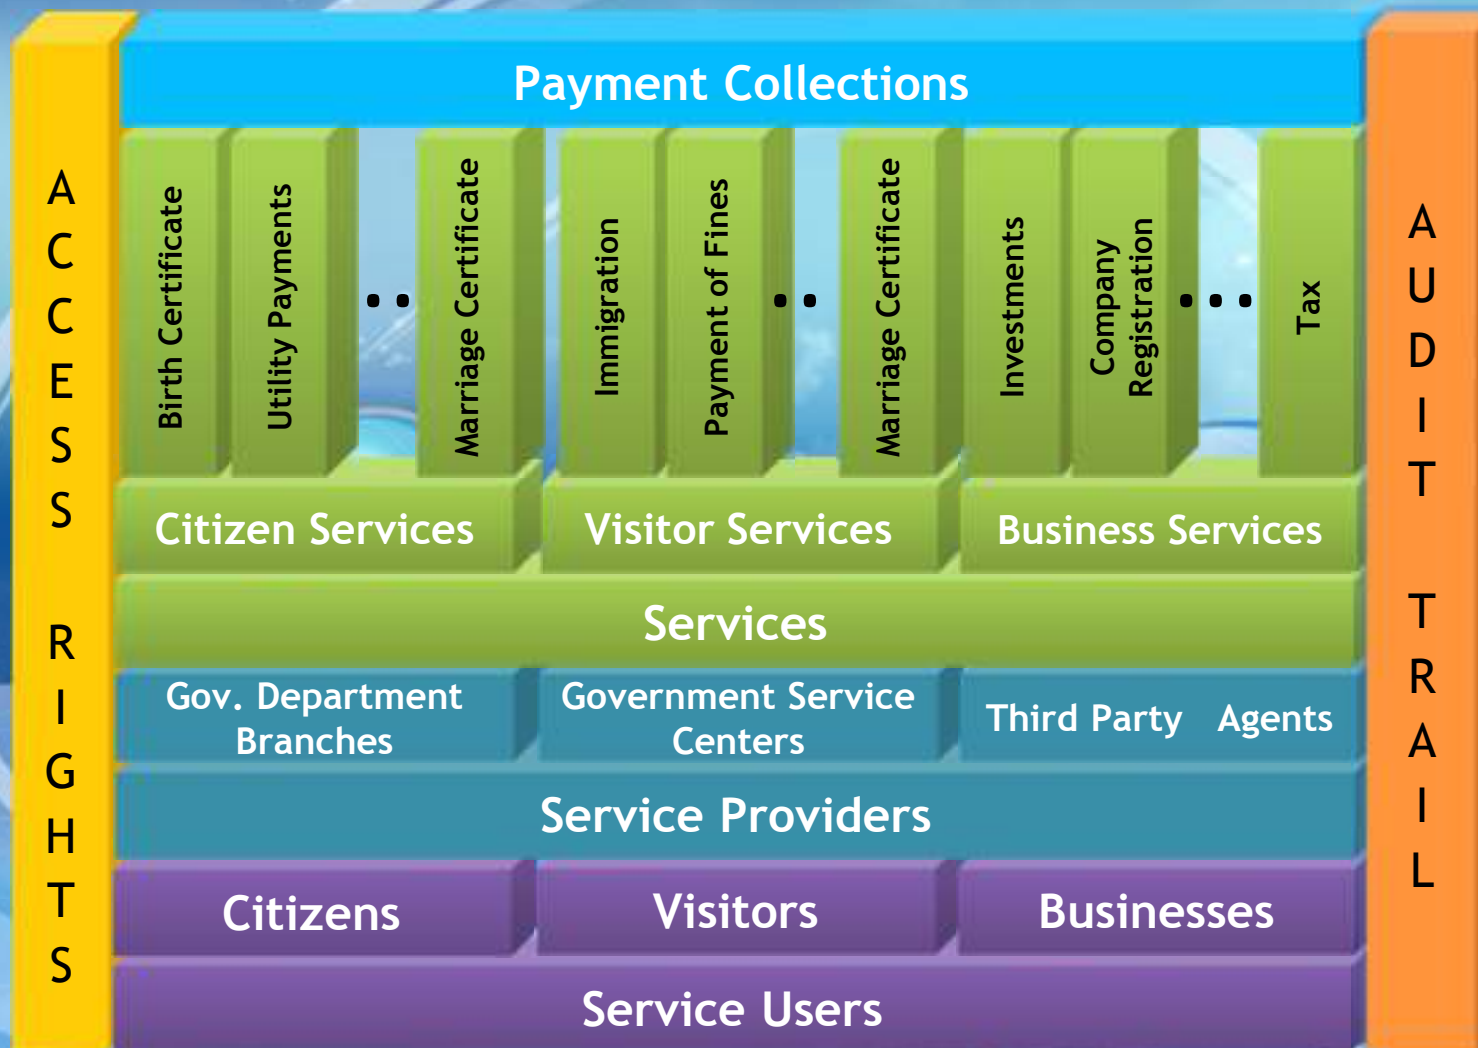 Payment Collections
ACCESS RIGHTS
Birth Certificate
Utility Payments
..
Marriage Certificate
Immigration
Payment of Fines
..
Marriage Certificate
Investments
Company
Registration
...
Tax
AUDIT TRAIL
Citizen Services
Visitor Services
Business Services
Services
Gov. Department
Branches
Government Service
Centers
Third Party Agents
Service Providers
Citizens
Visitors
Businesses
Service Users